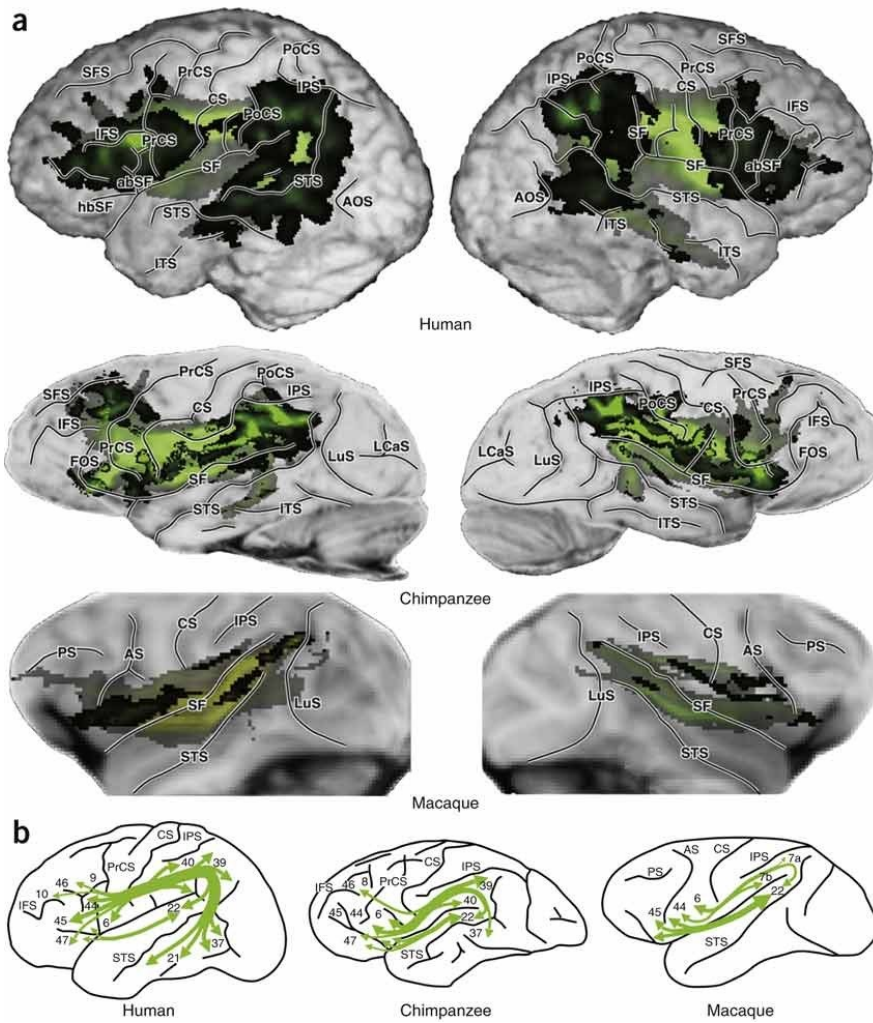 a
PoCS
SFS
PrCS
IPS
CS
PoCS
IFS
PrCS
SF
abSF
STS
hbSF
STS
AOS
ITS
SFS
PoCS
PrCS
IPS
CS
IFS
SF
PrCS
abSF
SF
AOS
STS
ITS
ITS
Human
PrCS
PoCS
SFS
IPS
CS
IFS
PrCS
LCaS
FOS
LuS
SF
STS
ITS
SFS
IPS
PrCS
PoCS
CS
IFS
LCaS
LuS
PrCS
FOS
SF
STS
ITS
Chimpanzee
CS
IPS
PS
AS
SF
LuS
STS
IPS
CS
PS
AS
LuS
SF
STS
Macaque
b
CS
IPS
PrCS
40
39
9
46
10
IFS
44
45
6
22
47
37
STS
21
Human
CS
IPS
PrCS
8
46
IFS
39
45
44
6
40
22
47
37
STS
Chimpanzee
AS
CS
IPS
7a
PS
7b
6
22
44
45
STS
Macaque